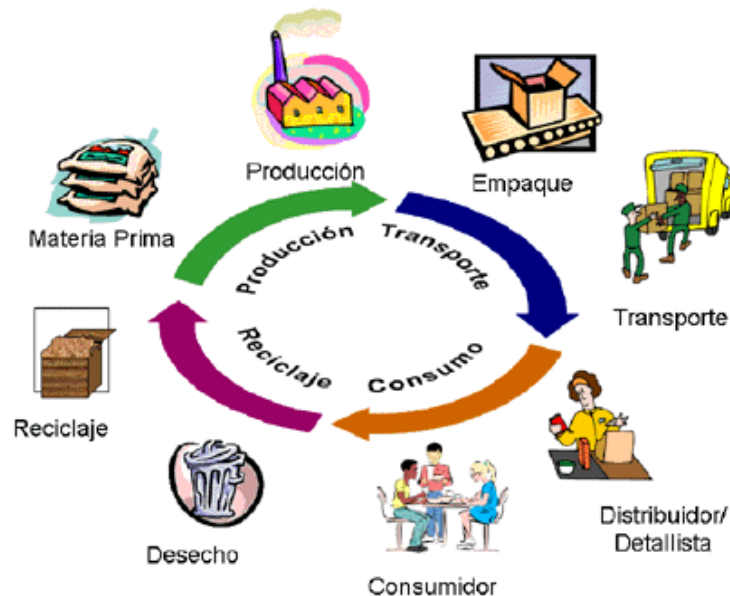 Producción
Empaque
Materia Prima
Producción
Transporte
Transporte
Reciclaje
Consumo
Reciclaje
Distribuidor/
Detallista
Desecho
Consumidor